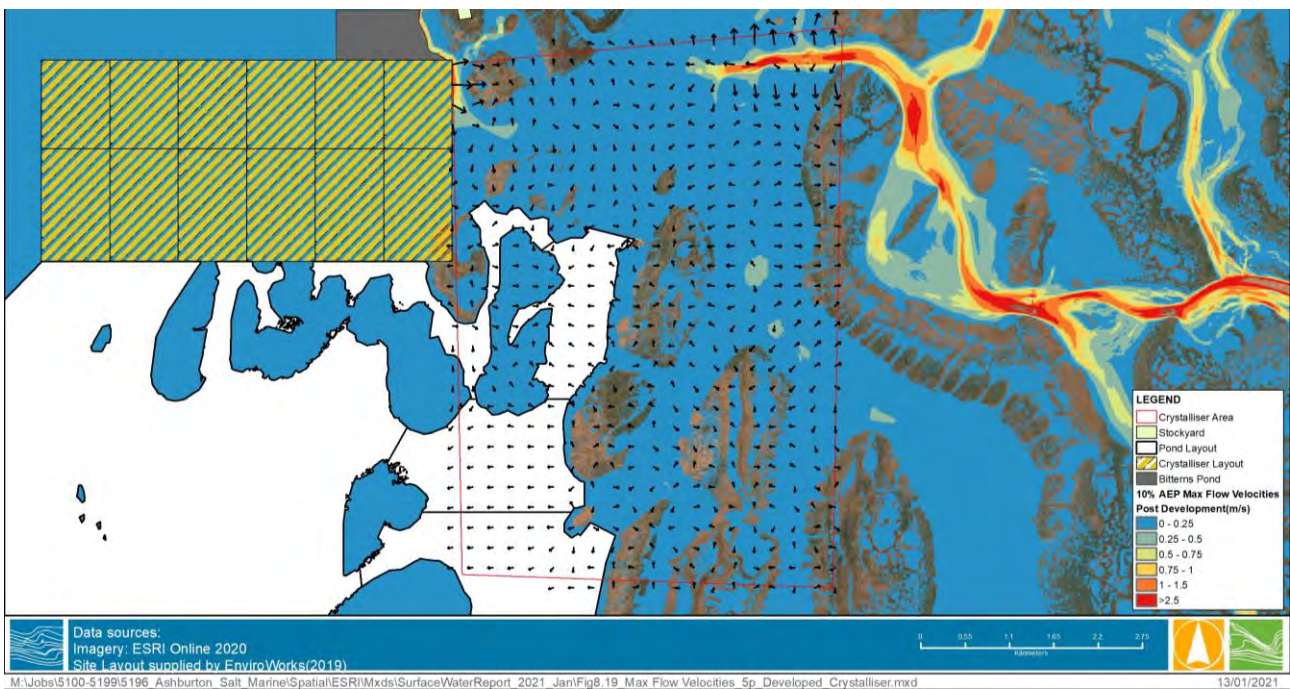 LEGEND
Crystalliser Area
Stockyard
Pond Layout
Crystalliser Layout
Bitterns Pond
10% AEP Max Flow Velocities
Post Development(m/s)
0 - 0.25
0.25 - 0.5
0.5 - 0.75
0.75 - 1
1 - 1.5
>2.5
Data sources:
Imagery: ESRI Online 2020
Site Layout supplied by EnviroWorks(2019)
0 0.55 1.1 1.65 2.2 2.75
Kilometers
M:\Jobs\5100-5199\5196_Ashburton_Salt_Marine\Spatial\ESRI\Mxds\SurfaceWaterReport_2021_Jan\Fig8.19_Max Flow Velocities_5p_Developed_Crystalliser.mxd
13/01/2021